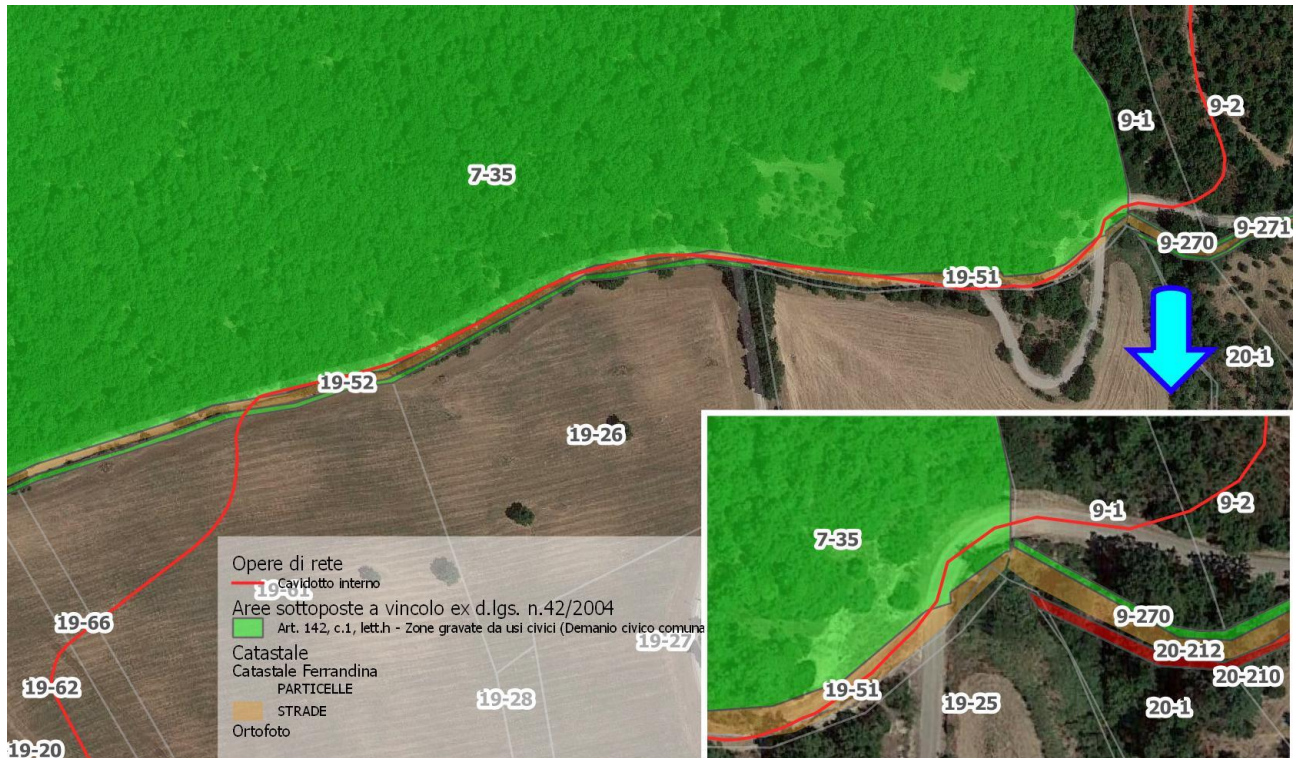 9-2
9-1
7-35
9-271
9-270
19-51
20-1
19-52
19-26
Opere di rete
Cavidotto interno
19-61
Aree sottoposte a vincolo ex d.lgs. n.42/2004
Art. 142, c.1, lett.h - Zone gravate da usi civici (Demanio civico comuna
Catastale
Catastale Ferrandina
PARTICELLE
STRADE
Ortofoto
19-66
19-62
19-20
19-27
19-28
9-2
9-1
7-35
9-270
20-212
20-210
19-51
19-25
20-1